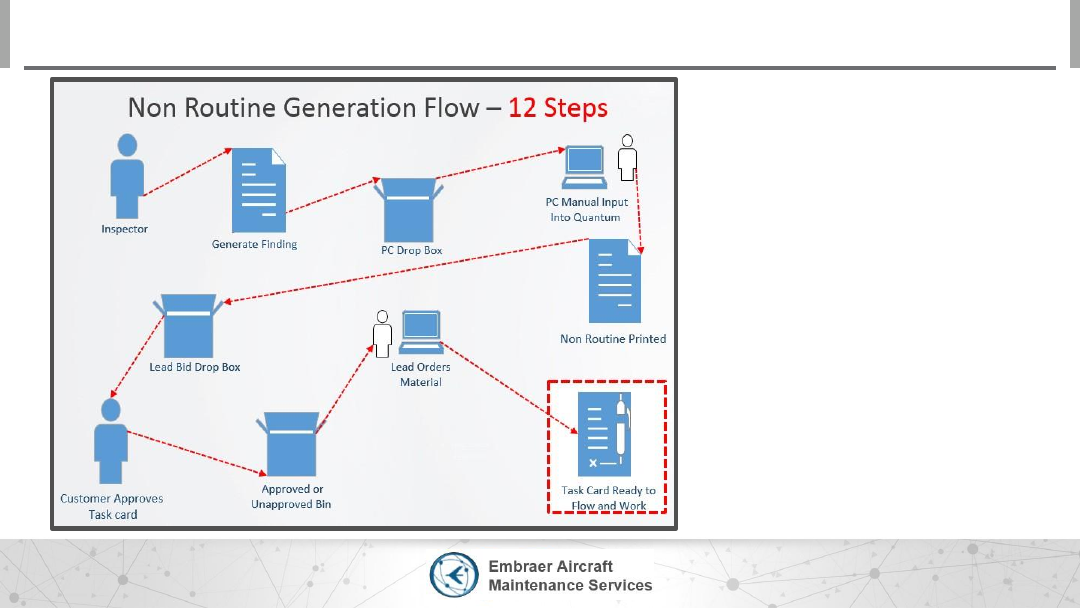 Non Routine Generation Flow – 12 Steps
Inspector
Generate Finding
PC Drop Box
PC Manual Input
Into Quantum
Non Routine Printed
Lead Bid Drop Box
Lead Orders
Material
Customer Approves
Task card
Approved or
Unapproved Bin
x
Task Card Ready to
Flow and Work
Embraer Aircraft
Maintenance Services